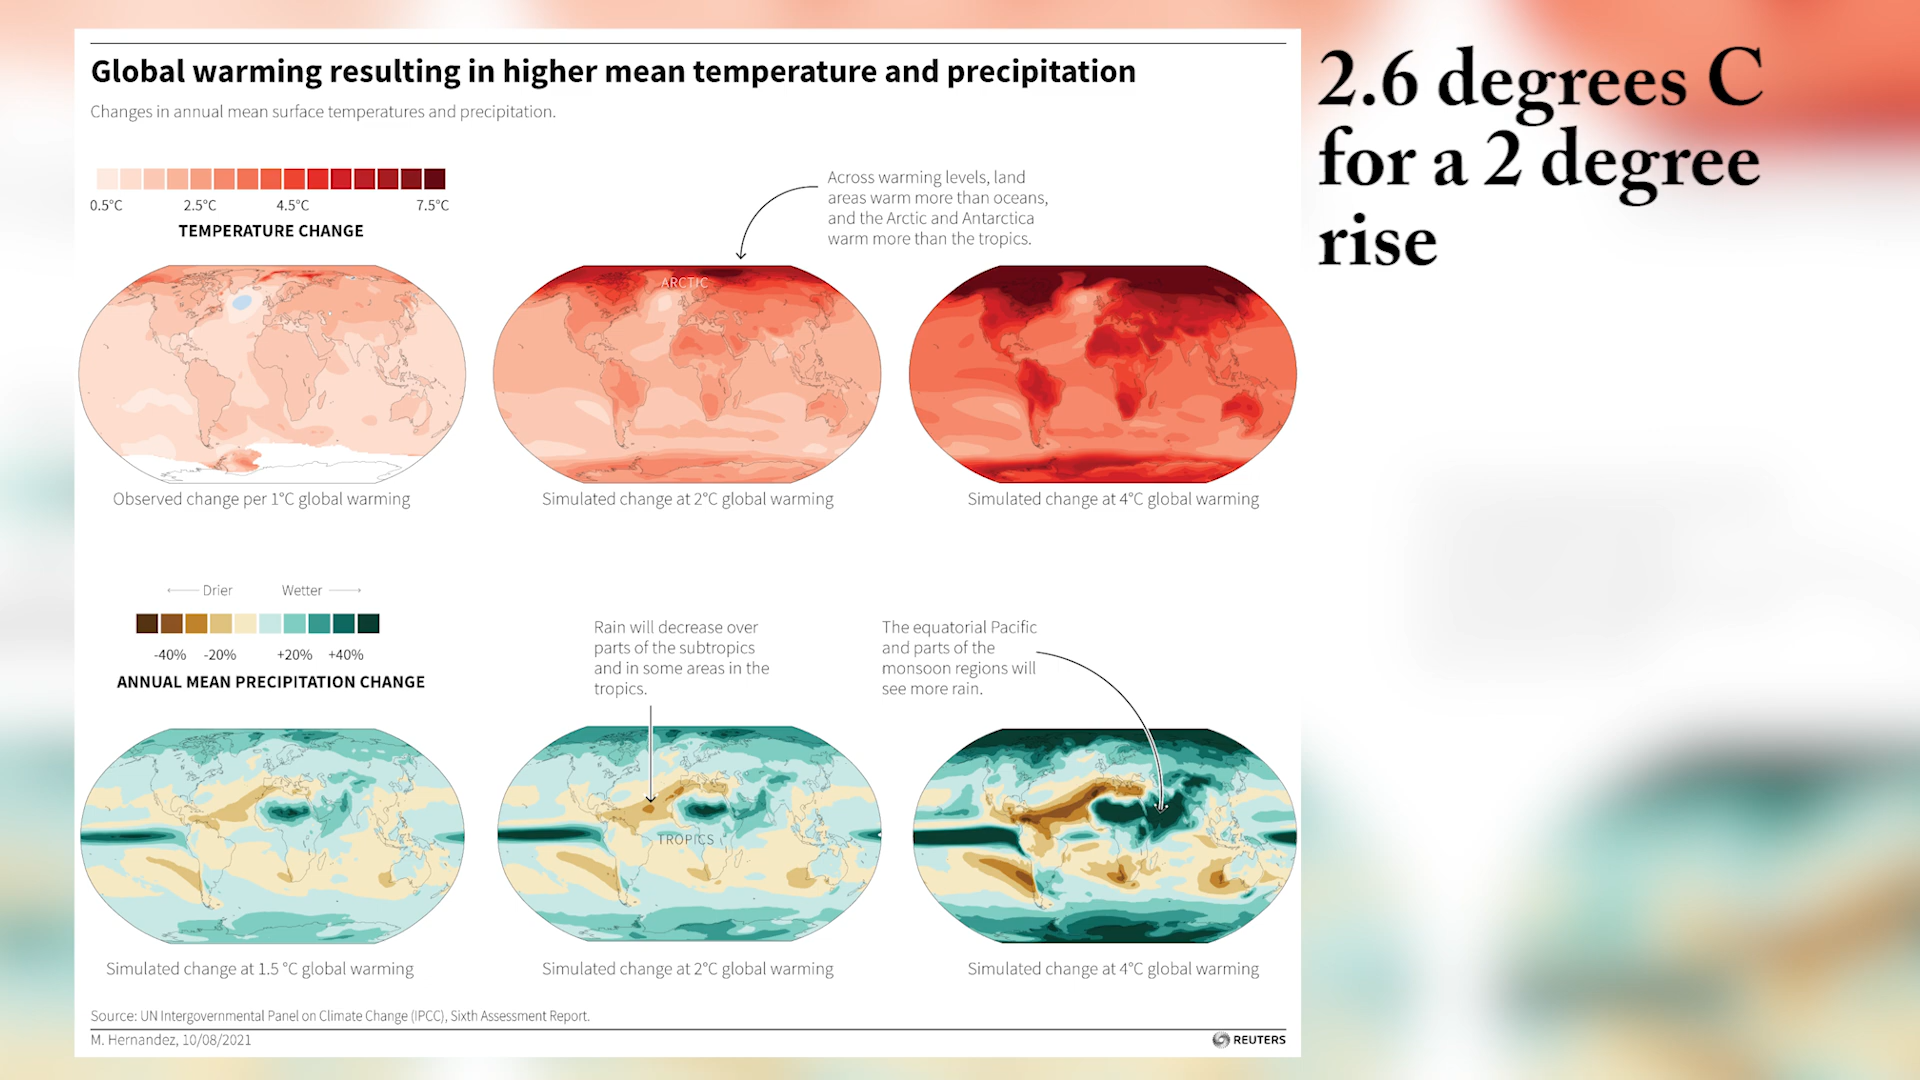 Global warming resulting in higher mean temperature and precipitation
Changes in annual mean surface temperatures and precipitation.
2.6 degrees C
for a 2 degree
rise
0.5°C 2.5°C 4.5°C 7.5°C
TEMPERATURE CHANGE
Across warming levels, land
areas warm more than oceans,
and the Arctic and Antarctica
warm more than the tropics.
ARCTIC
Observed change per 1°C global warming
Simulated change at 2°C global warming
Simulated change at 4°C global warming
Drier Wetter
-40% -20% +20% +40%
ANNUAL MEAN PRECIPITATION CHANGE
Rain will decrease over
parts of the subtropics
and in some areas in the
tropics.
The equatorial Pacific
and parts of the
monsoon regions will
see more rain.
TROPICS
Simulated change at 1.5 °C global warming
Simulated change at 2°C global warming
Simulated change at 4°C global warming
Source: UN Intergovernmental Panel on Climate Change (IPCC), Sixth Assessment Report.
M. Hernandez, 10/08/2021
REUTERS